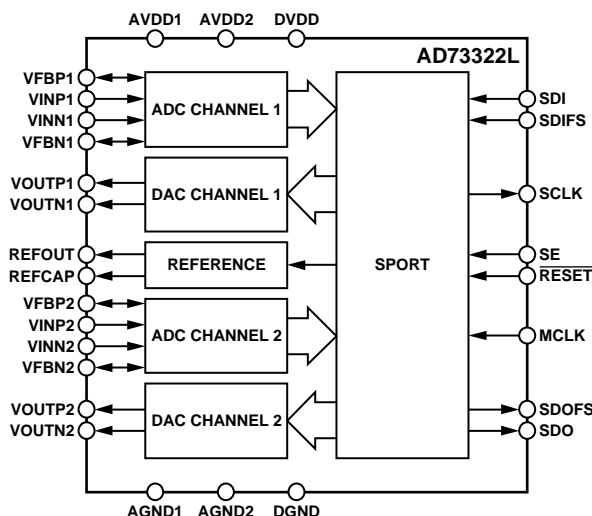 AVDD1 AVDD2 DVDD
AD73322L
VFBP1
VINP1
VINN1
VFBN1
ADC CHANNEL 1
SDI
SDIFS
VOUTP1
VOUTN1
DAC CHANNEL 1
SCLK
REFOUT
REFCAP
REFERENCE
SPORT
SE
RESET
VFBP2
VINP2
VINN2
VFBN2
ADC CHANNEL 2
MCLK
VOUTP2
VOUTN2
DAC CHANNEL 2
SDOFS
SDO
AGND1 AGND2 DGND